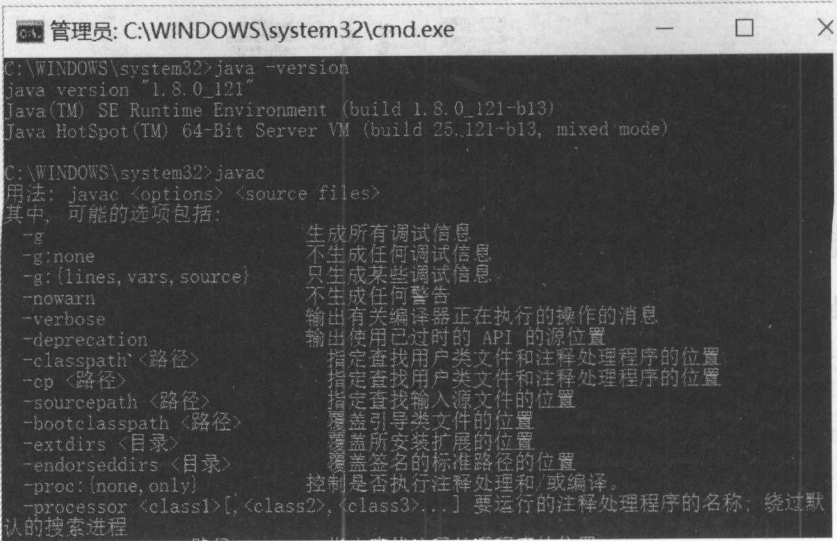 管理员: C:\WINDOWS\system32\cmd.exe
C:\WINDOWS\system32>java -version
java version "1.8.0_121"
Java(TM) SE Runtime Environment (build 1.8.0_121-b13)
Java HotSpot(TM) 64-Bit Server VM (build 25.121-b13, mixed mode)
C:\WINDOWS\system32>javac
用法: javac <options> <source files>
其中, 可能的选项包括:
-g 生成所有调试信息
-g:none 不生成任何调试信息
-g:{lines,vars,source} 只生成某些调试信息
-nowarn 不生成任何警告
-verbose 输出有关编译器正在执行的操作的消息
-deprecation 输出使用已过时的 API 的源位置
-classpath <路径> 指定查找用户类文件和注释处理程序的位置
-cp <路径> 指定查找用户类文件和注释处理程序的位置
-sourcepath <路径> 指定查找输入源文件的位置
-bootclasspath <路径> 覆盖引导类文件的位置
-extdirs <目录> 覆盖所安装扩展的位置
-endorseddirs <目录> 覆盖签名的标准路径的位置
-proc:{none,only} 控制是否执行注释处理和/或编译。
-processor <class1>[,<class2>,<class3>...] 要运行的注释处理程序的名称; 绕过默
认的搜索进程